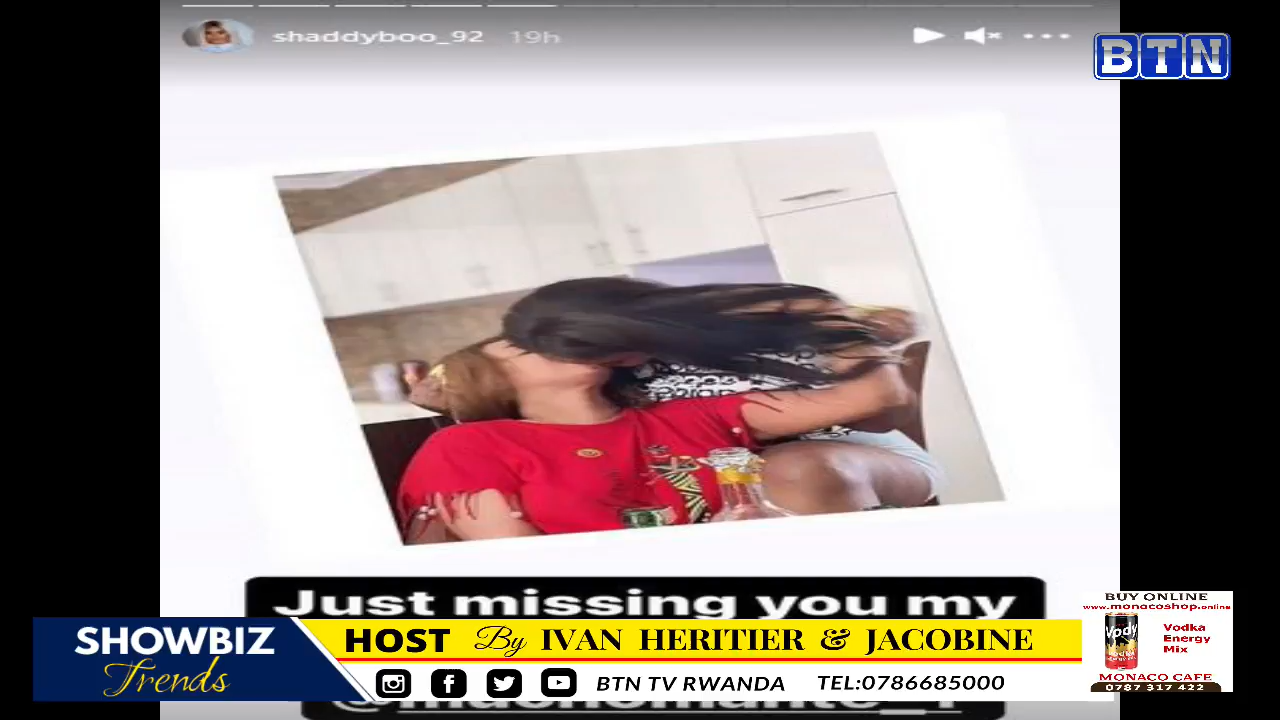 shaddyboo_92 19h
BTN
Just missing you my
SHOWBIZ
Trends
HOST By IVAN HERITIER & JACOBINE
BTN TV RWANDA TEL:0786685000
BUY ONLINE
www.monacoshop.online
Vody
Vodka
Energy
Mix
MONACO CAFE
0787 317 422